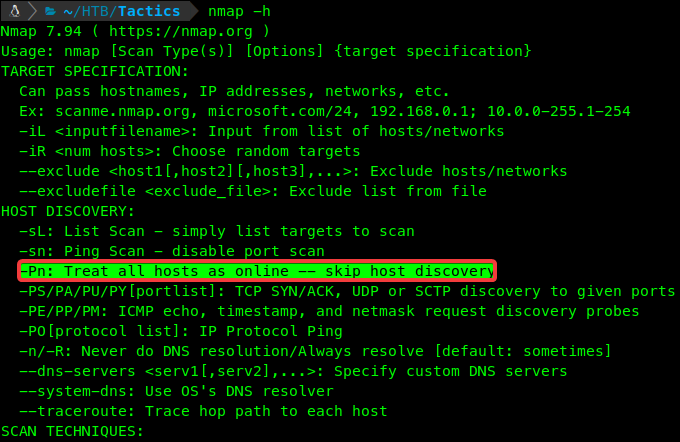 ~/HTB/Tactics nmap -h
Nmap 7.94 ( https://nmap.org )
Usage: nmap [Scan Type(s)] [Options] {target specification}
TARGET SPECIFICATION:
Can pass hostnames, IP addresses, networks, etc.
Ex: scanme.nmap.org, microsoft.com/24, 192.168.0.1; 10.0.0-255.1-254
-iL <inputfilename>: Input from list of hosts/networks
-iR <num hosts>: Choose random targets
--exclude <host1[,host2][,host3],...>: Exclude hosts/networks
--excludefile <exclude_file>: Exclude list from file
HOST DISCOVERY:
-sL: List Scan - simply list targets to scan
-sn: Ping Scan - disable port scan
-Pn: Treat all hosts as online -- skip host discovery
-PS/PA/PU/PY[portlist]: TCP SYN/ACK, UDP or SCTP discovery to given ports
-PE/PP/PM: ICMP echo, timestamp, and netmask request discovery probes
-PO[protocol list]: IP Protocol Ping
-n/-R: Never do DNS resolution/Always resolve [default: sometimes]
--dns-servers <serv1[,serv2],...>: Specify custom DNS servers
--system-dns: Use OS's DNS resolver
--traceroute: Trace hop path to each host
SCAN TECHNIQUES: